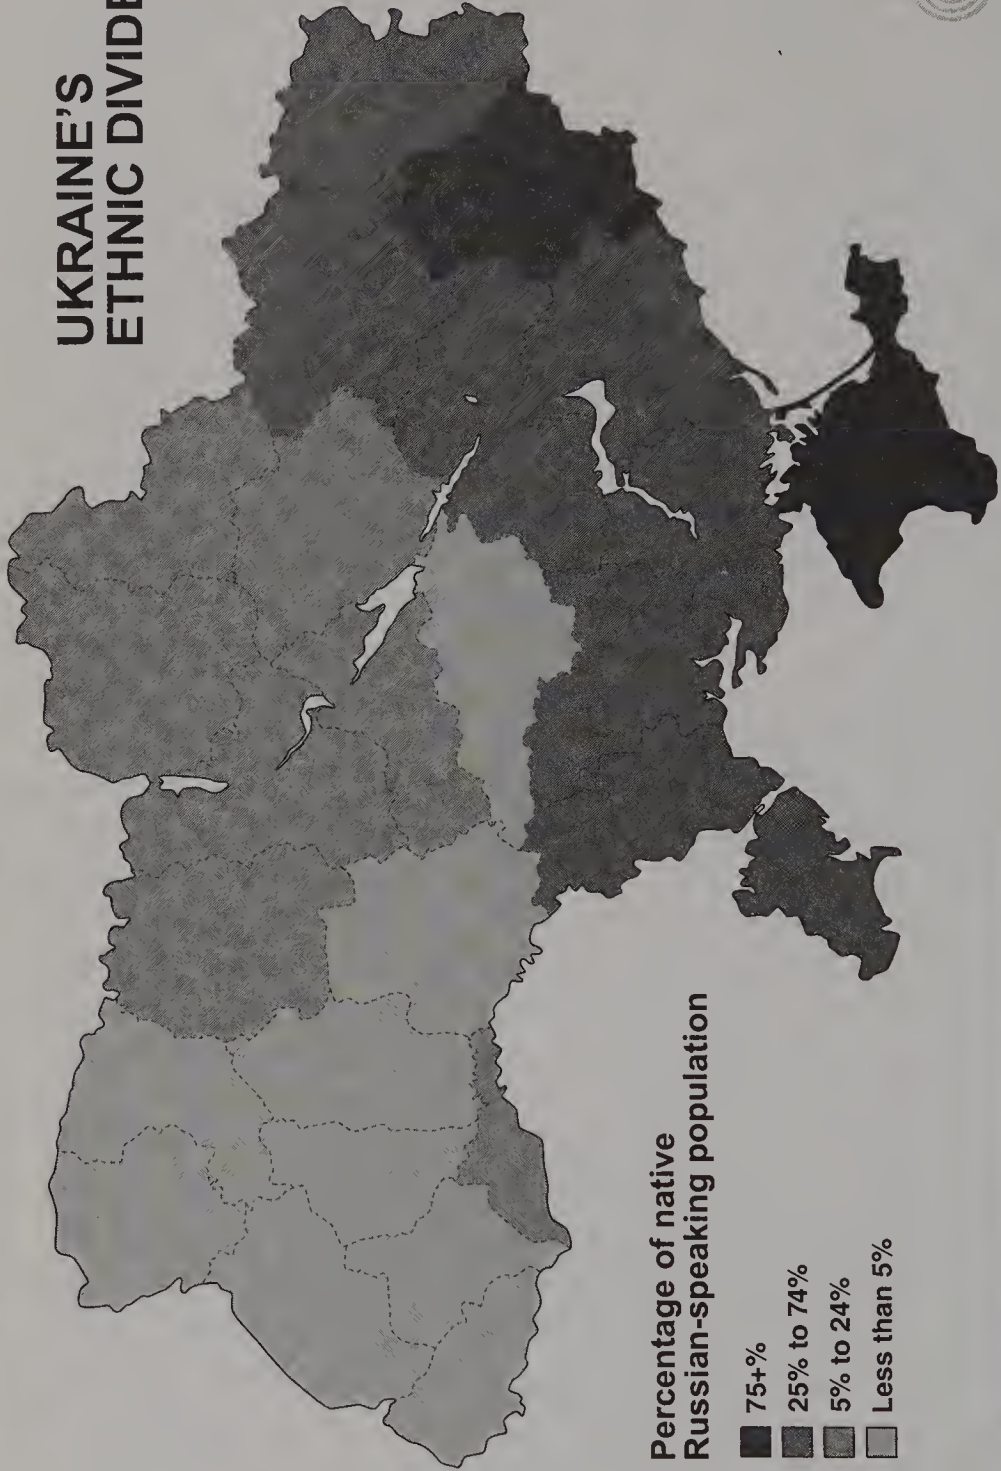 UKRAINE'S
ETHNIC DIVIDE
Percentage of native
Russian-speaking population
75+%
25% to 74%
5% to 24%
Less than 5%